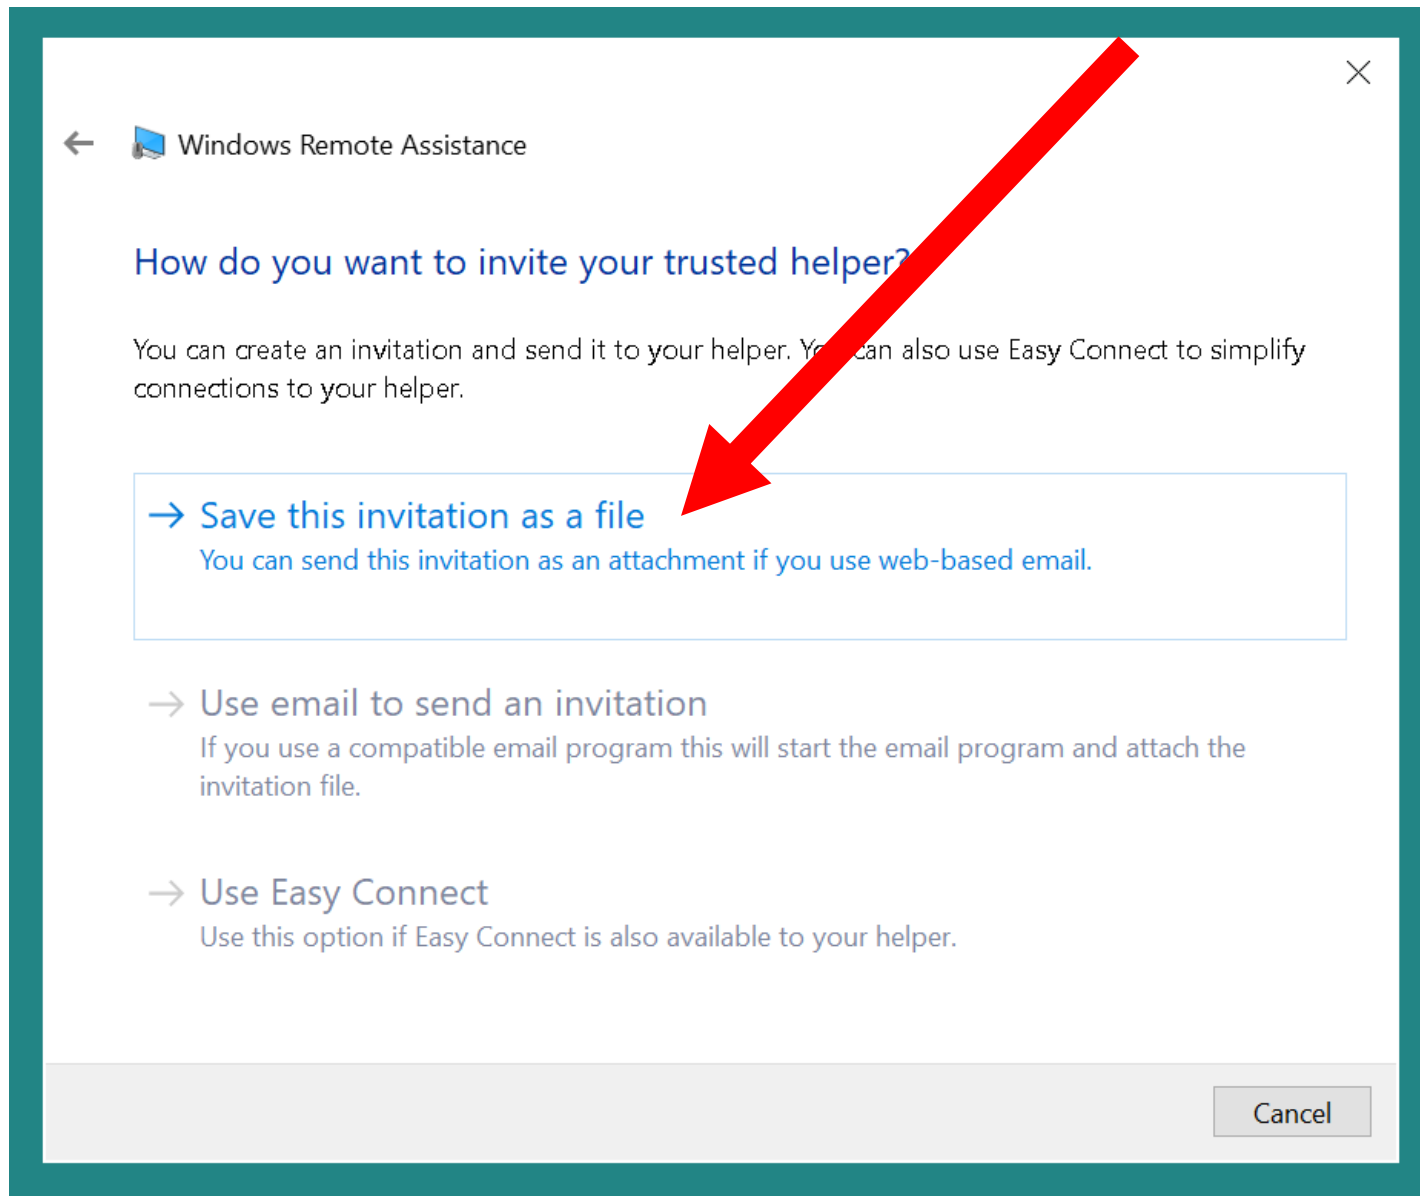 Windows Remote Assistance
How do you want to invite your trusted helper?
You can create an invitation and send it to your helper. You can also use Easy Connect to simplify
connections to your helper.
Save this invitation as a file
You can send this invitation as an attachment if you use web-based email.
Use email to send an invitation
If you use a compatible email program this will start the email program and attach the
invitation file.
Use Easy Connect
Use this option if Easy Connect is also available to your helper.
Cancel